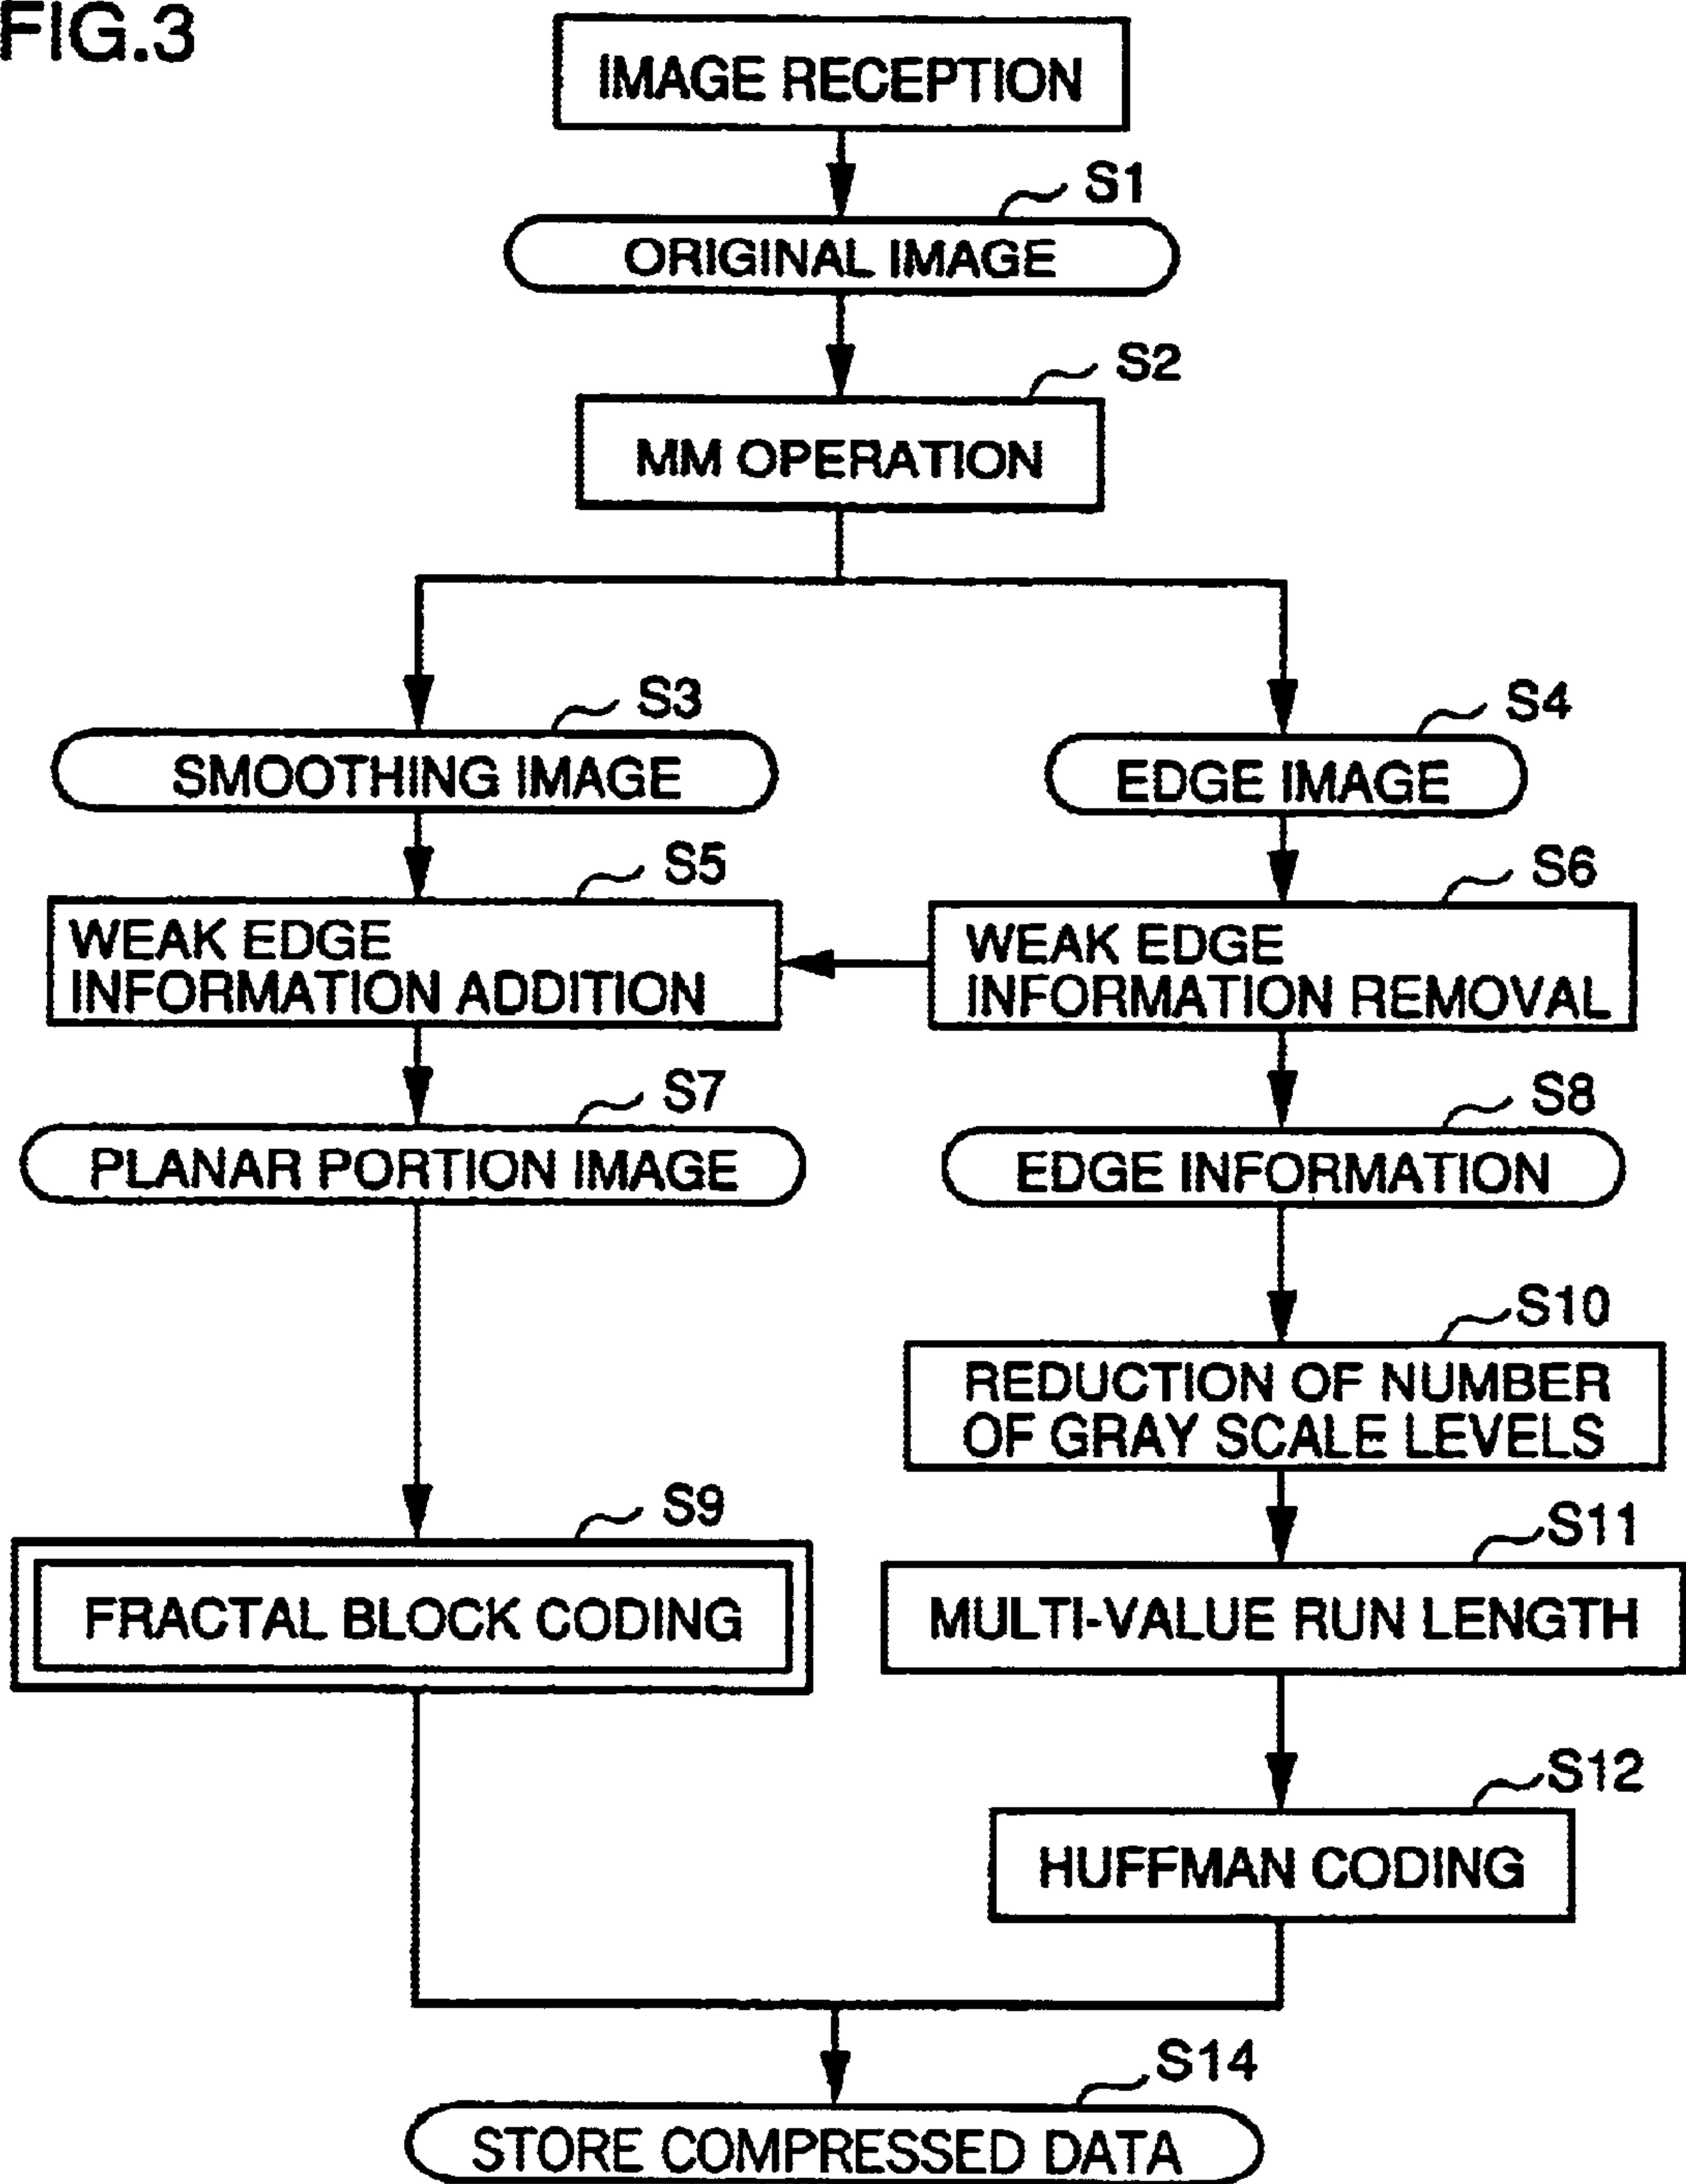 FIG.3
IMAGE RECEPTION
S1
ORIGINAL IMAGE
S2
MM OPERATION
S3
SMOOTHING IMAGE
S4
EDGE IMAGE
S5
WEAK EDGE
INFORMATION ADDITION
S6
WEAK EDGE
INFORMATION REMOVAL
S7
PLANAR PORTION IMAGE
S8
EDGE INFORMATION
S10
REDUCTION OF NUMBER
OF GRAY SCALE LEVELS
S9
FRACTAL BLOCK CODING
S11
MULTI-VALUE RUN LENGTH
S12
HUFFMAN CODING
S14
STORE COMPRESSED DATA